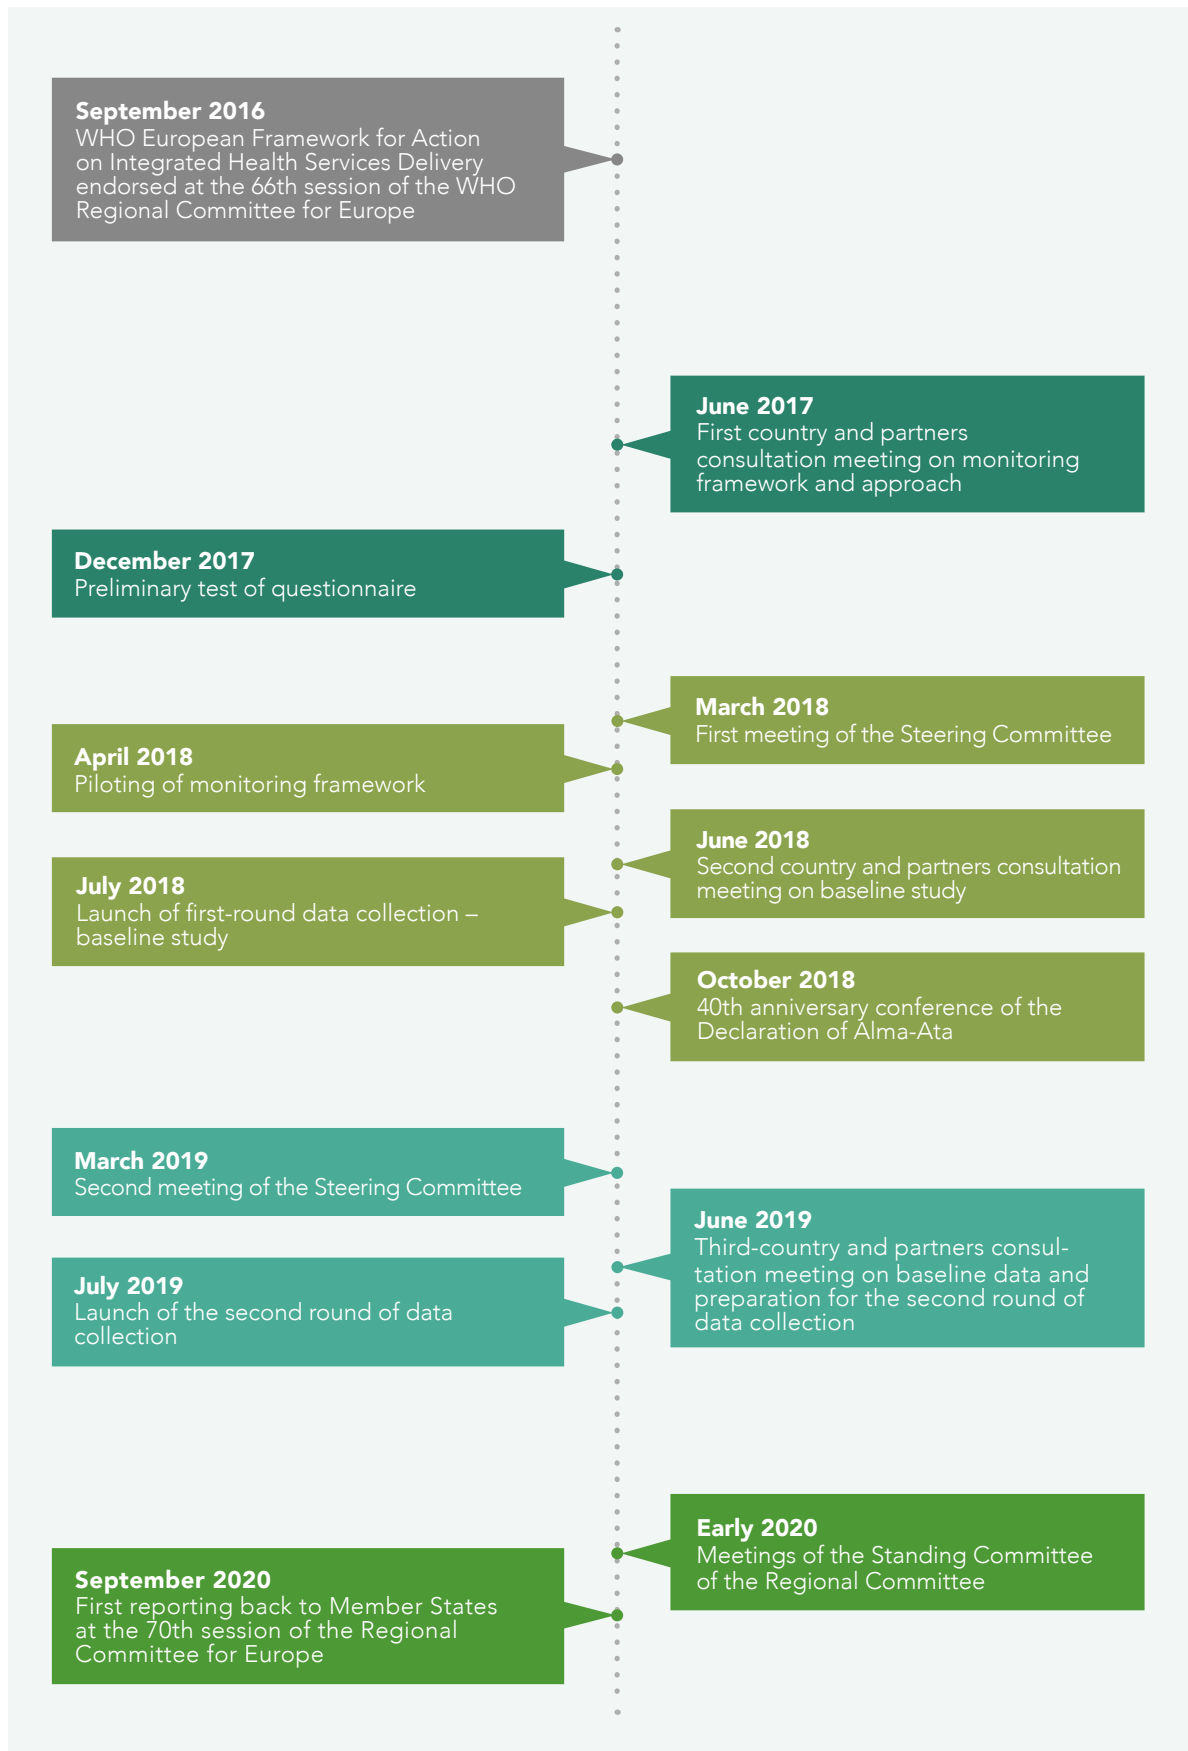 September 2016
WHO European Framework for Action
on Integrated Health Services Delivery
endorsed at the 66th session of the WHO
Regional Committee for Europe
June 2017
First country and partners
consultation meeting on monitoring
framework and approach
December 2017
Preliminary test of questionnaire
March 2018
First meeting of the Steering Committee
April 2018
Piloting of monitoring framework
June 2018
Second country and partners consultation
meeting on baseline study
July 2018
Launch of first-round data collection –
baseline study
October 2018
40th anniversary conference of the
Declaration of Alma-Ata
March 2019
Second meeting of the Steering Committee
June 2019
Third-country and partners consul-
tation meeting on baseline data and
preparation for the second round of
data collection
July 2019
Launch of the second round of data
collection
Early 2020
Meetings of the Standing Committee
of the Regional Committee
September 2020
First reporting back to Member States
at the 70th session of the Regional
Committee for Europe